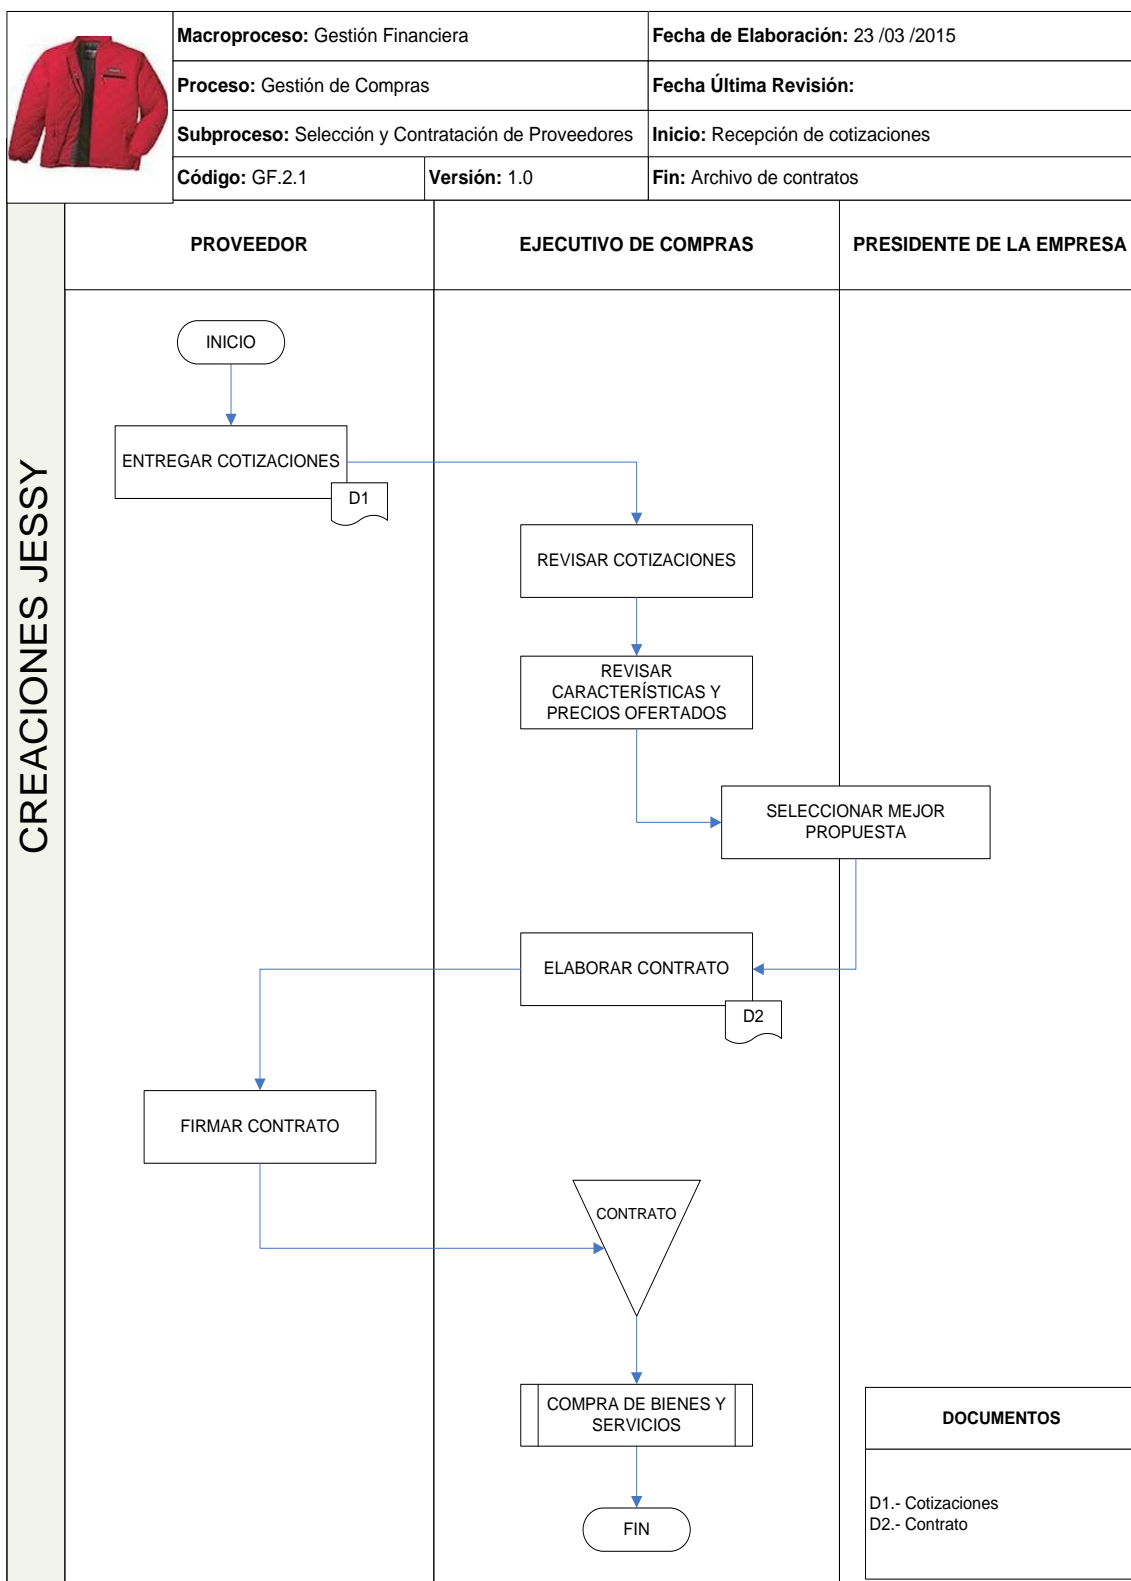 Macroproceso: Gestión Financiera
Fecha de Elaboración: 23 /03 /2015
Proceso: Gestión de Compras
Fecha Última Revisión:
Subproceso: Selección y Contratación de Proveedores
Inicio: Recepción de cotizaciones
Código: GF.2.1
Versión: 1.0
Fin: Archivo de contratos
CREACIONES JESSY
PROVEEDOR
EJECUTIVO DE COMPRAS
PRESIDENTE DE LA EMPRESA
INICIO
ENTREGAR COTIZACIONES
D1
REVISAR COTIZACIONES
REVISAR
CARACTERÍSTICAS Y
PRECIOS OFERTADOS
SELECCIONAR MEJOR
PROPUESTA
ELABORAR CONTRATO
D2
FIRMAR CONTRATO
CONTRATO
COMPRA DE BIENES Y
SERVICIOS
FIN
DOCUMENTOS
D1.- Cotizaciones
D2.- Contrato